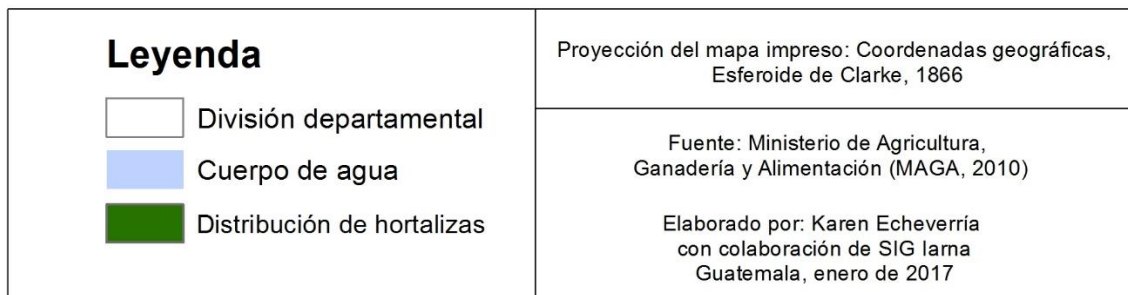 Leyenda
División departamental
Cuerpo de agua
Distribución de hortalizas
Proyección del mapa impreso: Coordenadas geográficas,
Esferoide de Clarke, 1866
Fuente: Ministerio de Agricultura,
Ganadería y Alimentación (MAGA, 2010)
Elaborado por: Karen Echeverría
con colaboración de SIG Iarna
Guatemala, enero de 2017